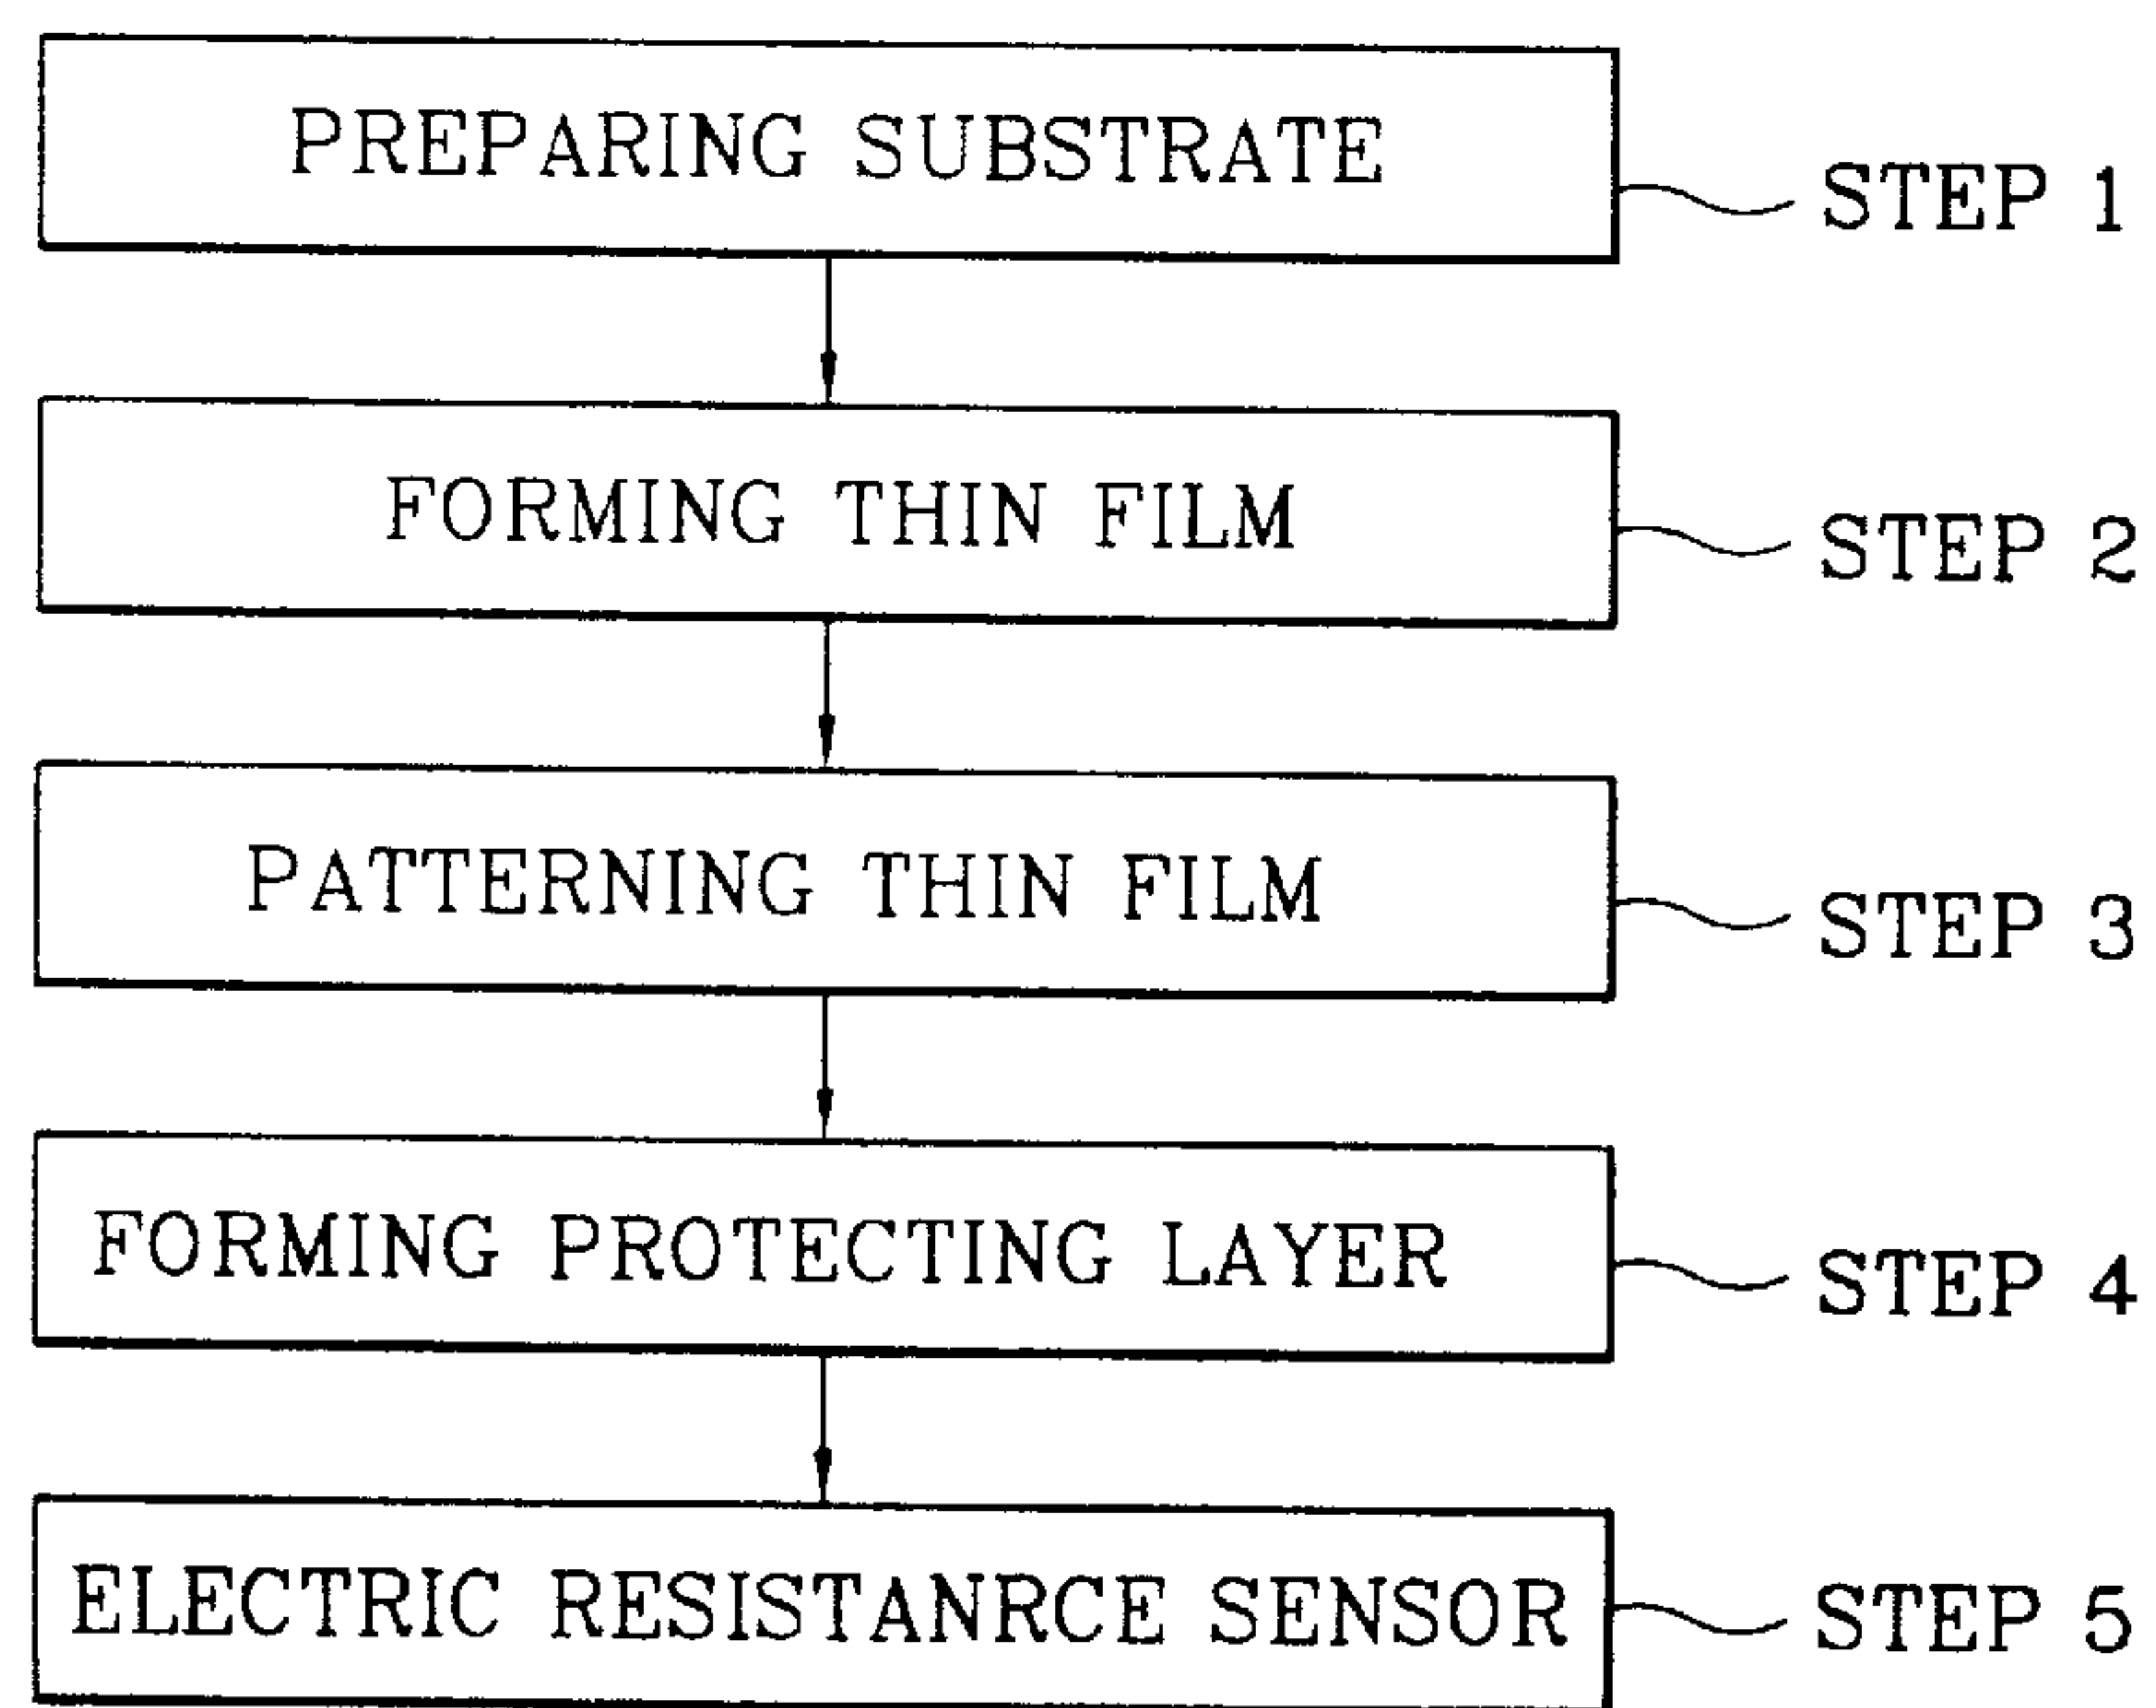 PREPARING SUBSTRATE
STEP 1
FORMING THIN FILM
STEP 2
PATTERNING THIN FILM
STEP 3
FORMING PROTECTING LAYER
STEP 4
ELECTRIC RESISTANRCE SENSOR
STEP 5